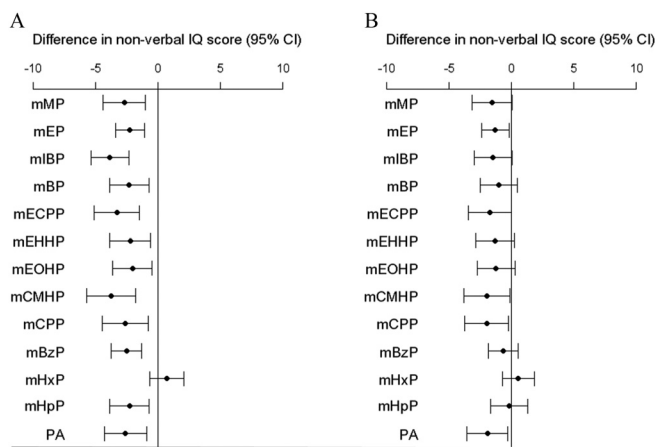 A
Difference in non-verbal IQ score (95% CI)
-10 -5 0 5 10
mMP
mEP
mIBP
mBP
mECPP
mEHHP
mEOHP
mCMHP
mCPP
mBzP
mHxP
mHpP
PA
B
Difference in non-verbal IQ score (95% CI)
-10 -5 0 5 10
mMP
mEP
mIBP
mBP
mECPP
mEHHP
mEOHP
mCMHP
mCPP
mBzP
mHxP
mHpP
PA